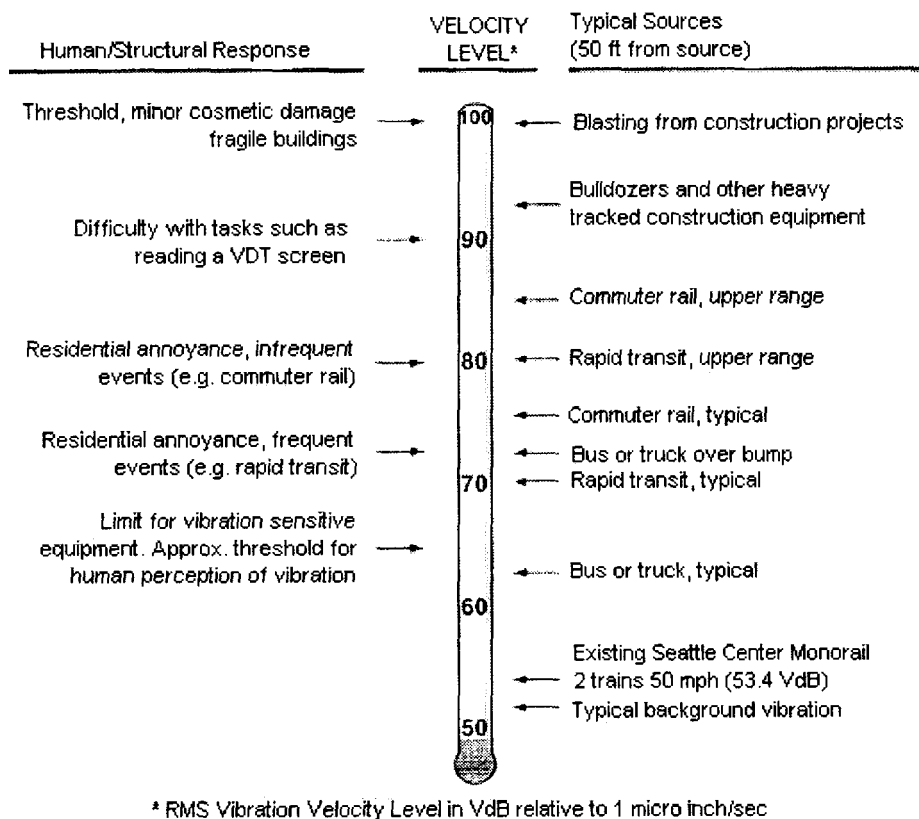 Human/Structural Response
VELOCITY
LEVEL*
Typical Sources
(50 ft from source)
Threshold, minor cosmetic damage
fragile buildings
100
Blasting from construction projects
Bulldozers and other heavy
tracked construction equipment
Difficulty with tasks such as
reading a VDT screen
90
Commuter rail, upper range
Residential annoyance, infrequent
events (e.g. commuter rail)
80
Rapid transit, upper range
Commuter rail, typical
Residential annoyance, frequent
events (e.g. rapid transit)
Bus or truck over bump
70
Rapid transit, typical
Limit for vibration sensitive
equipment. Approx. threshold for
human perception of vibration
Bus or truck, typical
60
Existing Seattle Center Monorail
2 trains 50 mph (53.4 VdB)
Typical background vibration
50
* RMS Vibration Velocity Level in VdB relative to 1 micro inch/sec